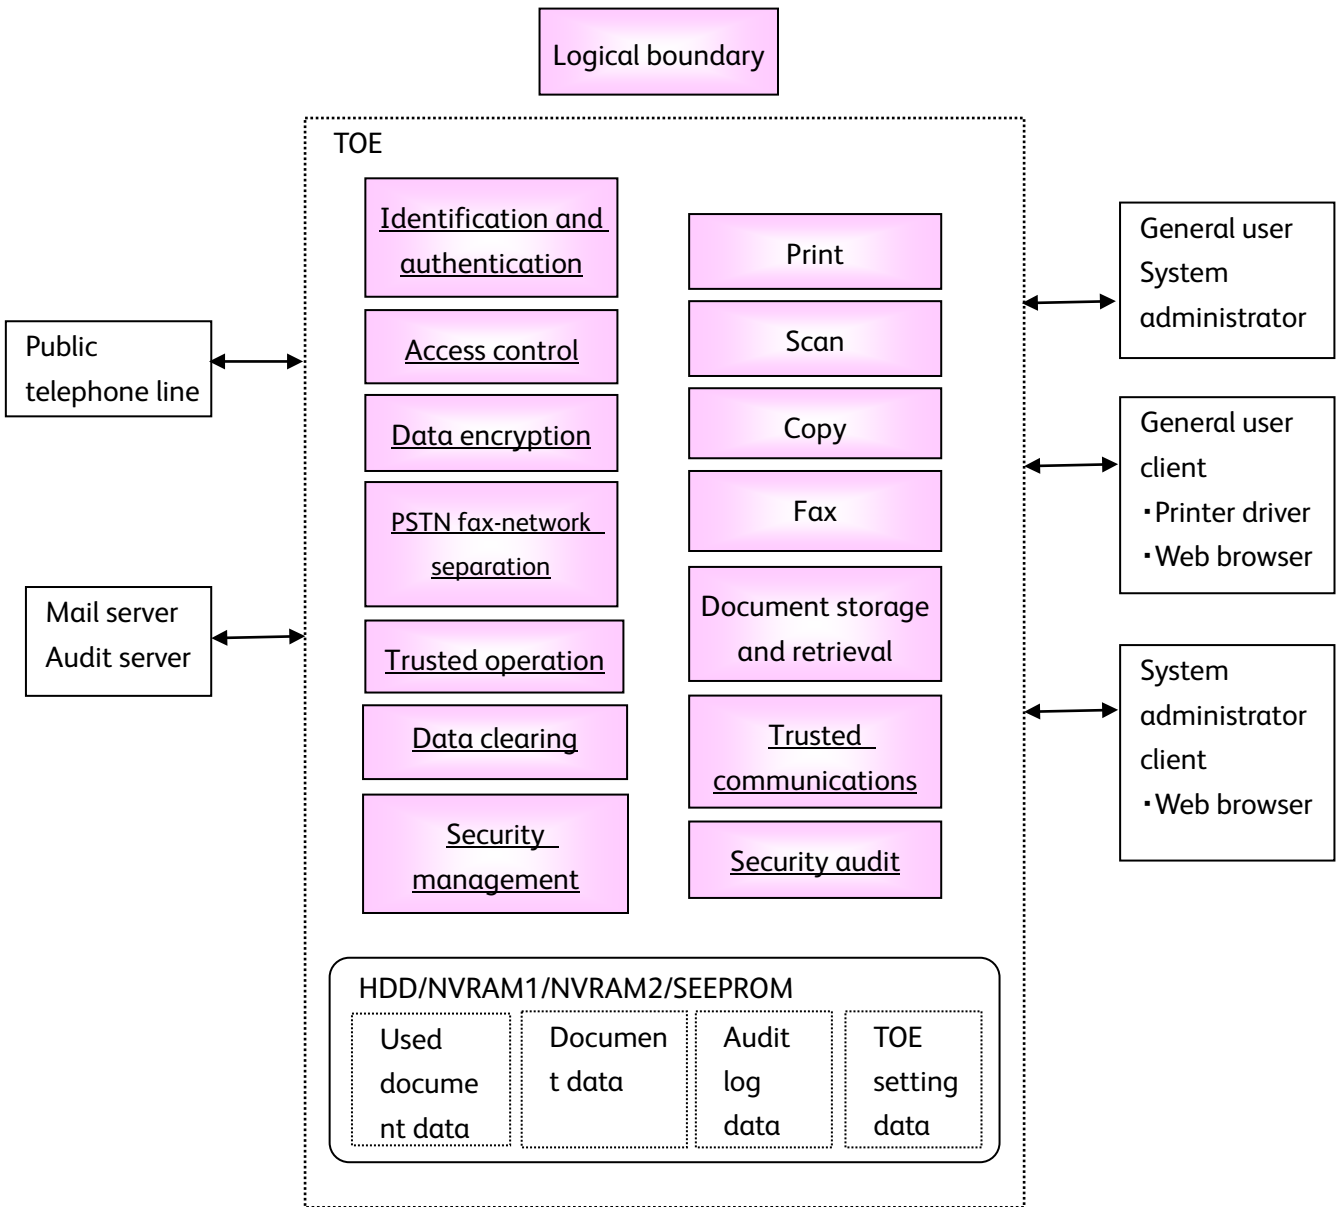 Logical boundary
TOE
Identification and
authentication
Access control
Data encryption
PSTN fax-network
separation
Trusted operation
Data clearing
Security
management
Print
Scan
Copy
Fax
Document storage
and retrieval
Trusted
communications
Security audit
Public
telephone line
Mail server
Audit server
General user
System
administrator
General user
client
・Printer driver
・Web browser
System
administrator
client
・Web browser
HDD/NVRAM1/NVRAM2/SEEPROM
Used
docume
nt data
Documen
t data
Audit
log
data
TOE
setting
data